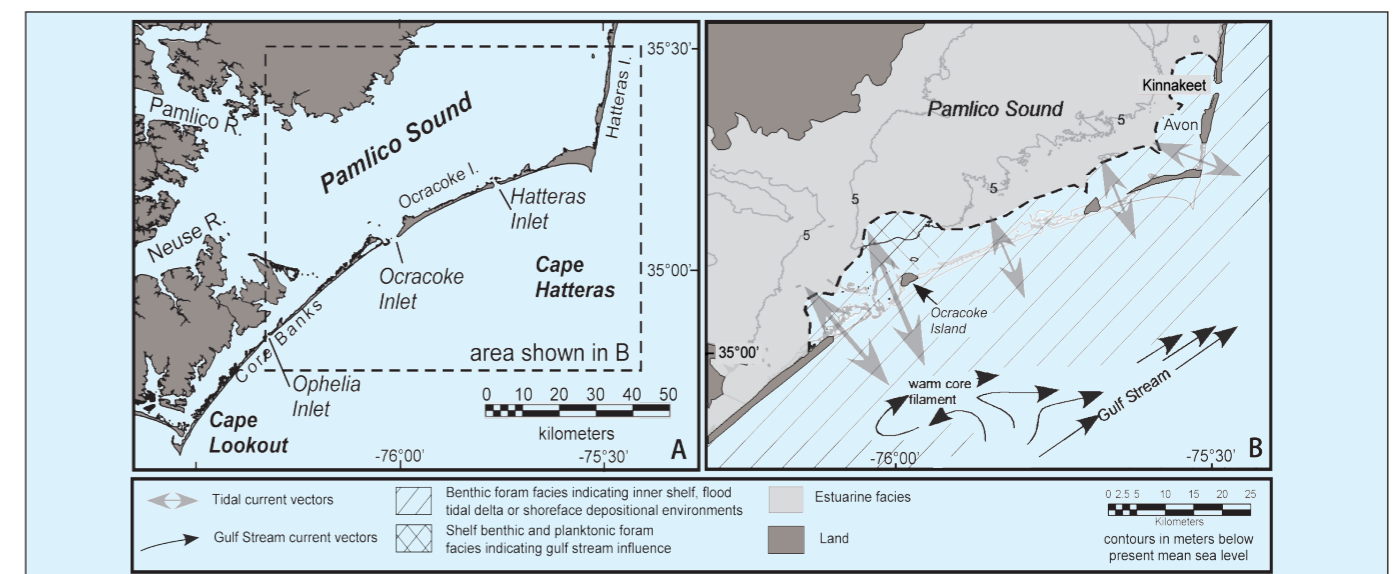 Pamlico R.
Pamlico Sound
Neuse R.
Hatteras I.
Ocracoke I.
Hatteras
Inlet
Ocracoke
Inlet
Cape
Hatteras
Core Banks
Ophelia
Inlet
Cape
Lookout
area shown in B
0 10 20 30 40 50
kilometers
35°30'
35°00'
-76°00'
-75°30'
A
Pamlico Sound
Kinnakeet
Avon
5
5
5
5
Ocracoke
Island
35°00'
warm core
filament
Gulf Stream
-76°00'
-75°30'
B
Tidal current vectors
Gulf Stream current vectors
Benthic foram facies indicating inner shelf, flood
tidal delta or shoreface depositional environments
Shelf benthic and planktonic foram
facies indicating gulf stream influence
Estuarine facies
Land
0 2.5 5 10 15 20 25
Kilometers
contours in meters below
present mean sea level